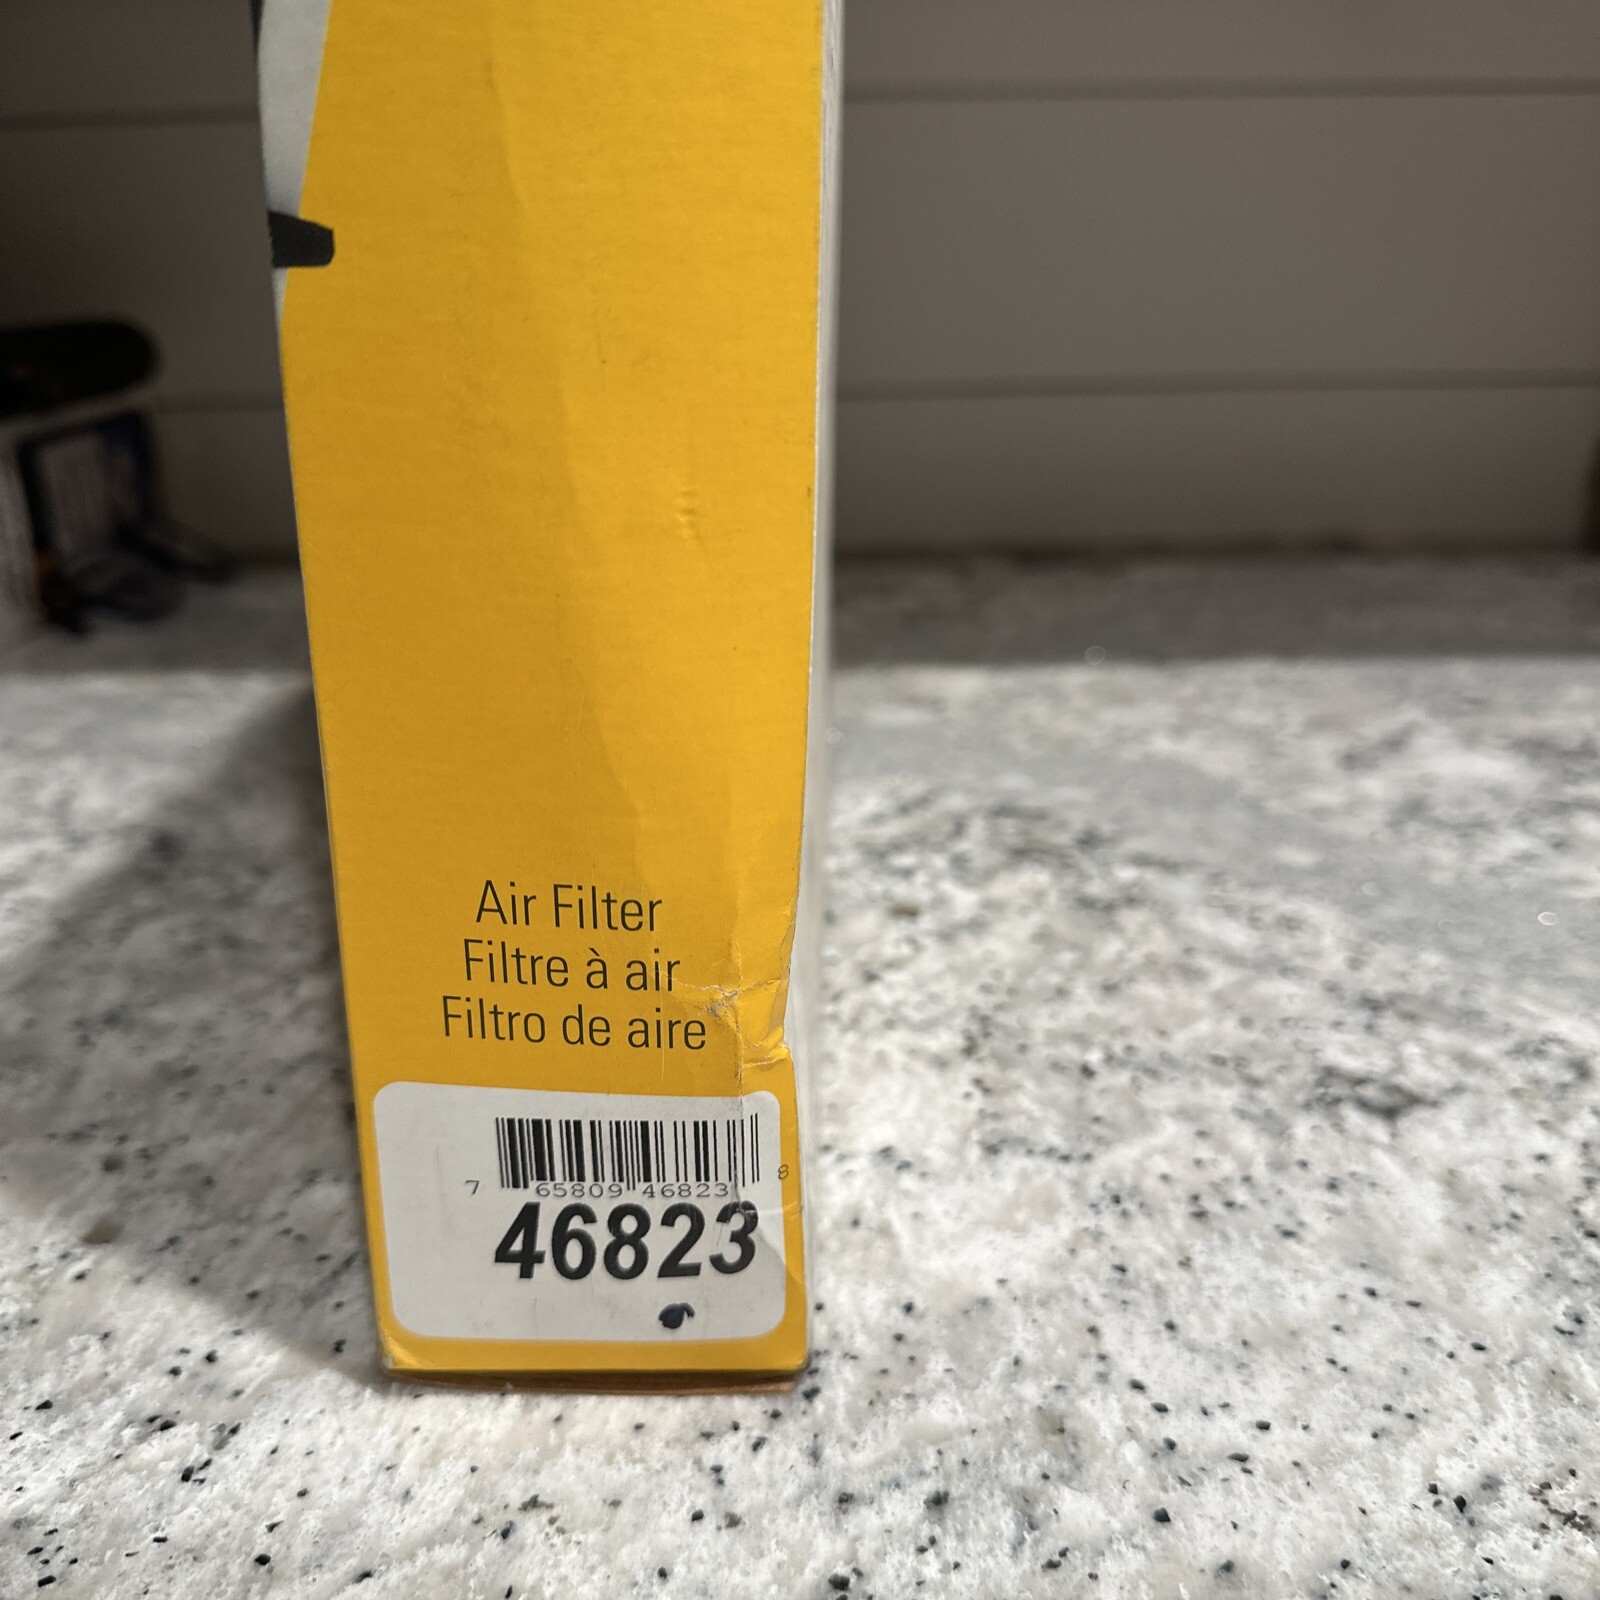 Air Filter
Filtre à air
Filtro de aire
7 65809 46823 8
46823